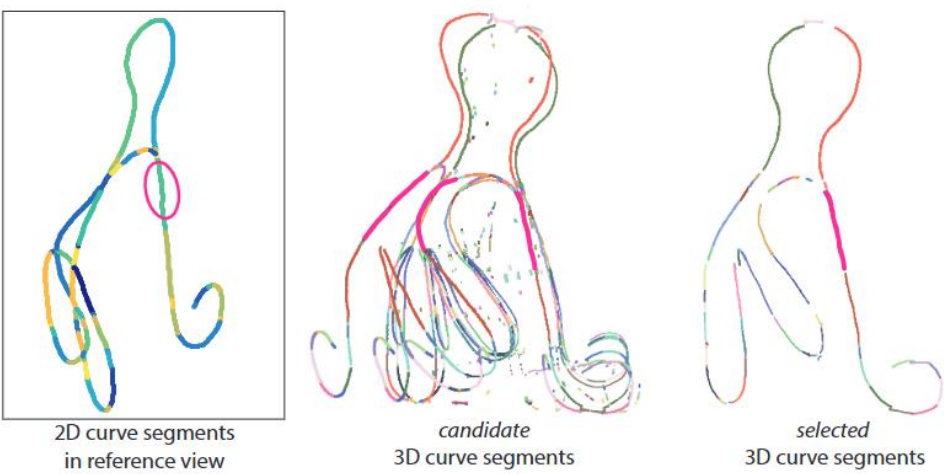 2D curve segments
in reference view
candidate
3D curve segments
selected
3D curve segments